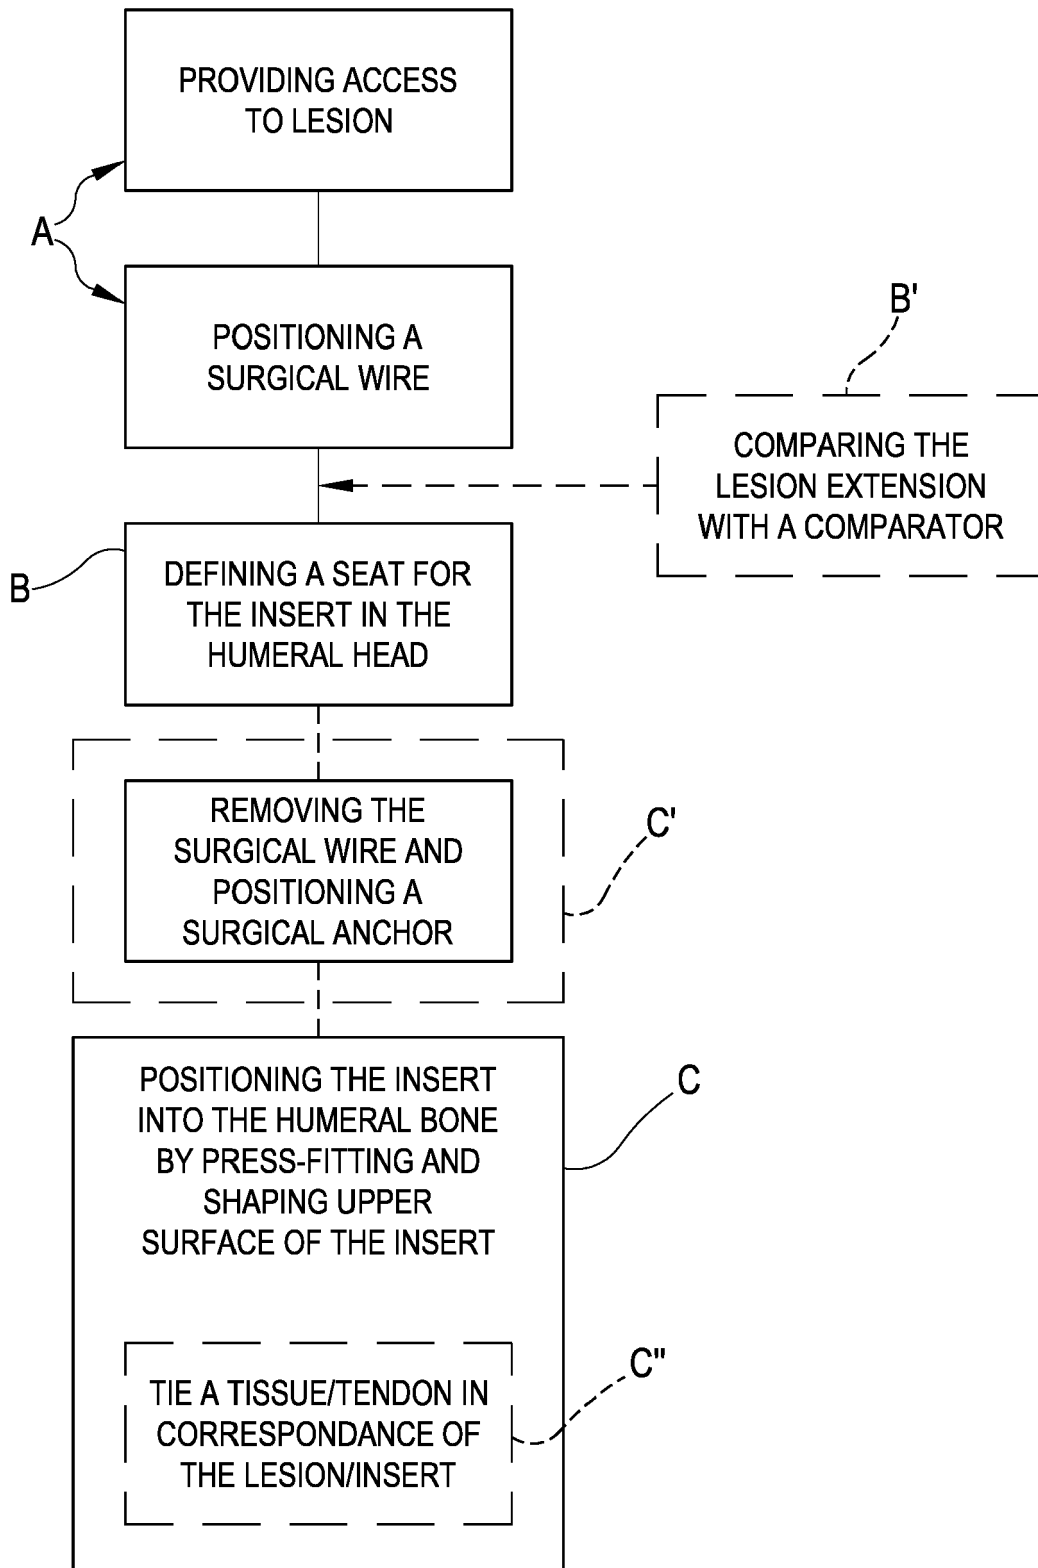 PROVIDING ACCESS
TO LESION
A
POSITIONING A
SURGICAL WIRE
B'
COMPARING THE
LESION EXTENSION
WITH A COMPARATOR
B
DEFINING A SEAT FOR
THE INSERT IN THE
HUMERAL HEAD
REMOVING THE
SURGICAL WIRE AND
POSITIONING A
SURGICAL ANCHOR
C'
POSITIONING THE INSERT
INTO THE HUMERAL BONE
BY PRESS-FITTING AND
SHAPING UPPER
SURFACE OF THE INSERT
C
TIE A TISSUE/TENDON IN
CORRESPONDANCE OF
THE LESION/INSERT
C"